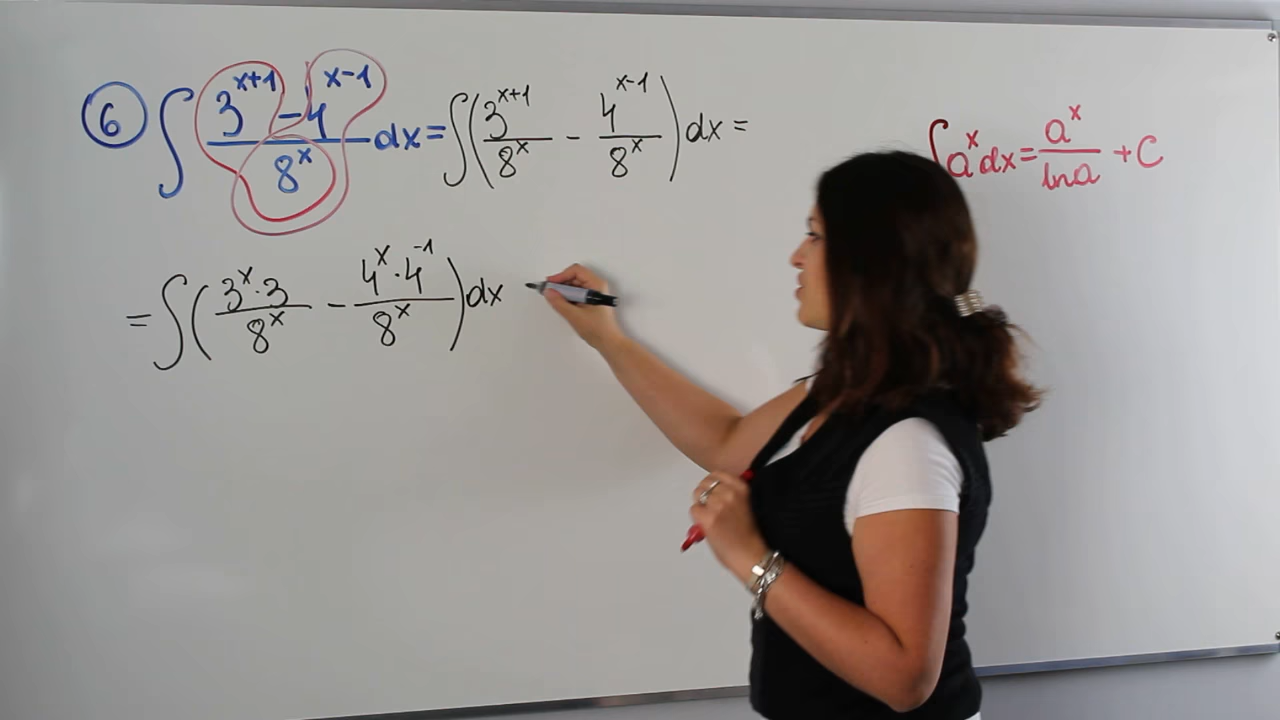 6 ∫ (3^{x+1} - 4^{x-1})/8^x dx = ∫(3^{x+1}/8^x - 4^{x-1}/8^x)dx =
∫a^x dx = a^x/ln a + C
= ∫(3^x · 3/8^x - 4^x · 4^{-1}/8^x)dx